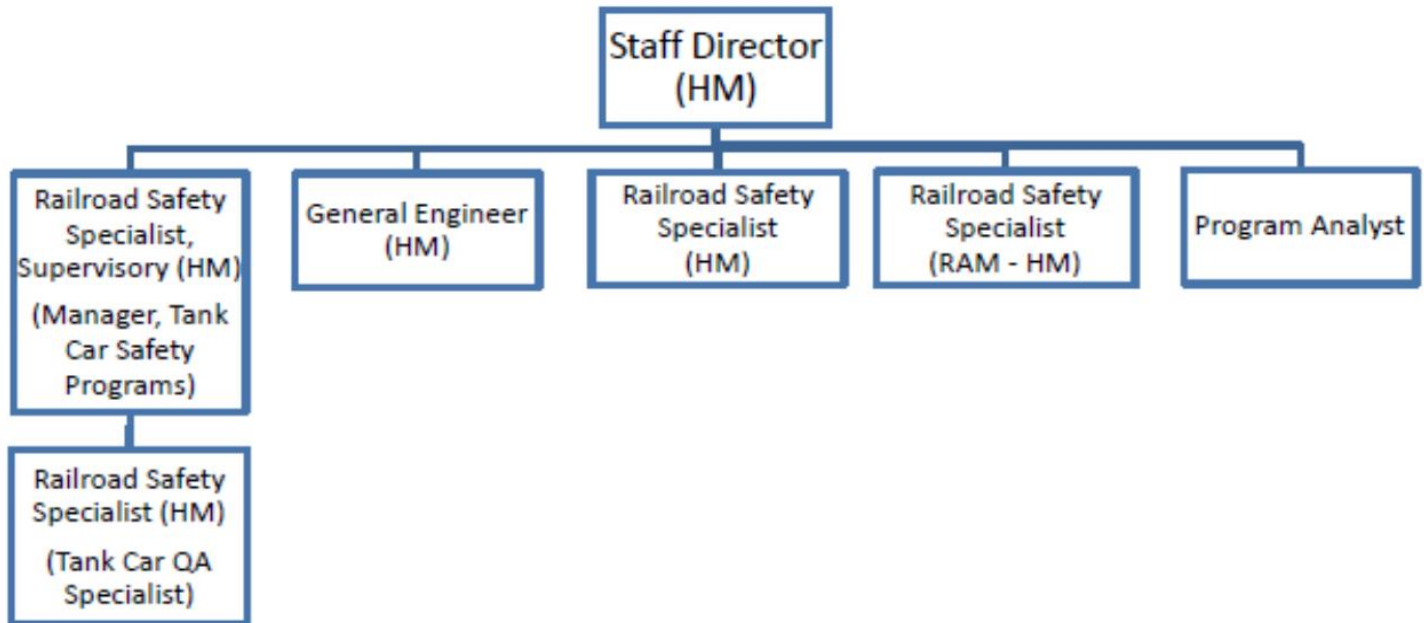 Staff Director
(HM)
Railroad Safety
Specialist,
Supervisory (HM)
(Manager, Tank
Car Safety
Programs)
General Engineer
(HM)
Railroad Safety
Specialist
(HM)
Railroad Safety
Specialist
(RAM - HM)
Program Analyst
Railroad Safety
Specialist (HM)
(Tank Car QA
Specialist)